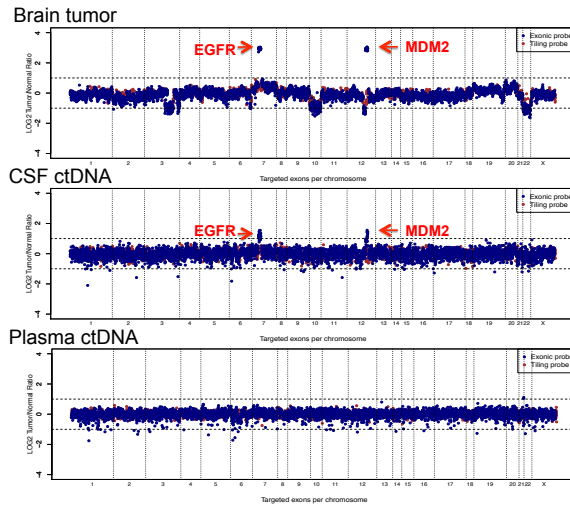 Brain tumor
LOG2 Tumor/Normal Ratio
4
2
0
-2
-4
EGFR
MDM2
Exonic probe
Tiling probe
1 2 3 4 5 6 7 8 9 10 11 12 13 14 15 16 17 18 19 20 21 22 X
Targeted exons per chromosome
CSF ctDNA
LOG2 Tumor/Normal Ratio
4
2
0
-2
-4
EGFR
MDM2
Exonic probe
Tiling probe
1 2 3 4 5 6 7 8 9 10 11 12 13 14 15 16 17 18 19 20 21 22 X
Targeted exons per chromosome
Plasma ctDNA
LOG2 Tumor/Normal Ratio
4
2
0
-2
-4
Exonic probe
Tiling probe
1 2 3 4 5 6 7 8 9 10 11 12 13 14 15 16 17 18 19 20 21 22 X
Targeted exons per chromosome